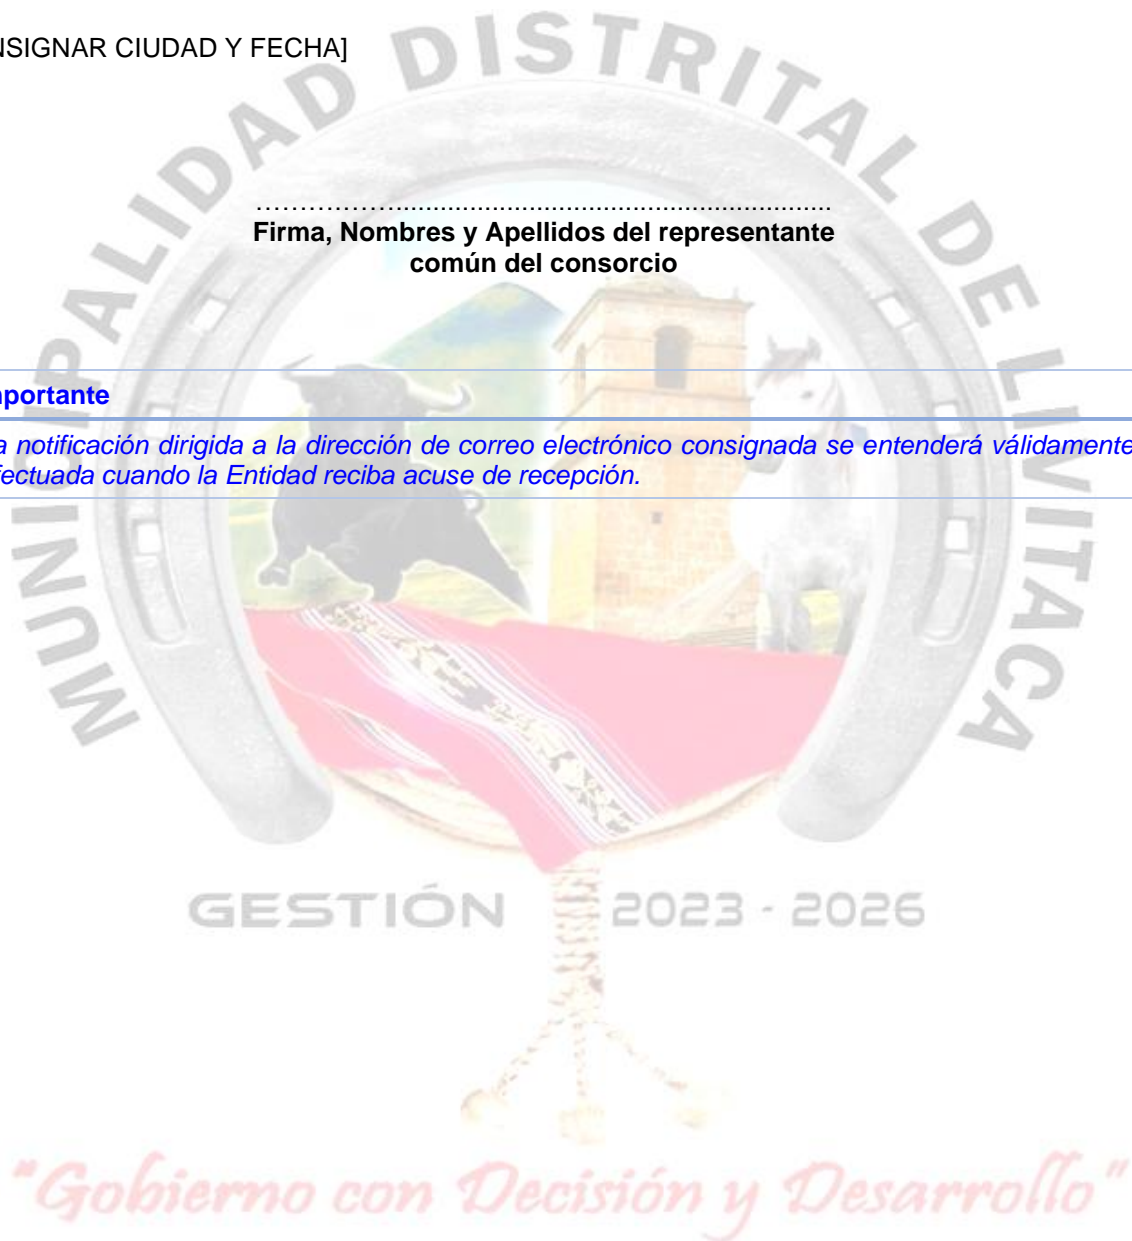 NSIGNAR CIUDAD Y FECHA]
MUNICIPALIDAD DISTRITAL DE LIVITACA
……………….............................................................
Firma, Nombres y Apellidos del representante
común del consorcio
portante
a notificación dirigida a la dirección de correo electrónico consignada se entenderá válidamente
fectuada cuando la Entidad reciba acuse de recepción.
GESTIÓN 2023 - 2026
"Gobierno con Decisión y Desarrollo"